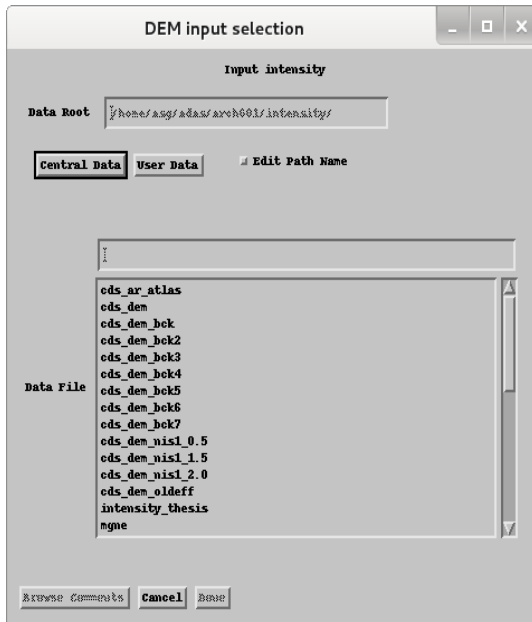 DEM input selection
Input intensity
Data Root /home/asg/adas/arch601/intensity/
Central Data User Data Edit Path Name
cds_ar_atlas
cds_dem
cds_dem_bck
cds_dem_bck2
cds_dem_bck3
cds_dem_bck4
Data File
cds_dem_bck5
cds_dem_bck6
cds_dem_bck7
cds_dem_nis1_0.5
cds_dem_nis1_1.5
cds_dem_nis1_2.0
cds_dem_oldeff
intensity_thesis
mgne
Browse Comments Cancel Done